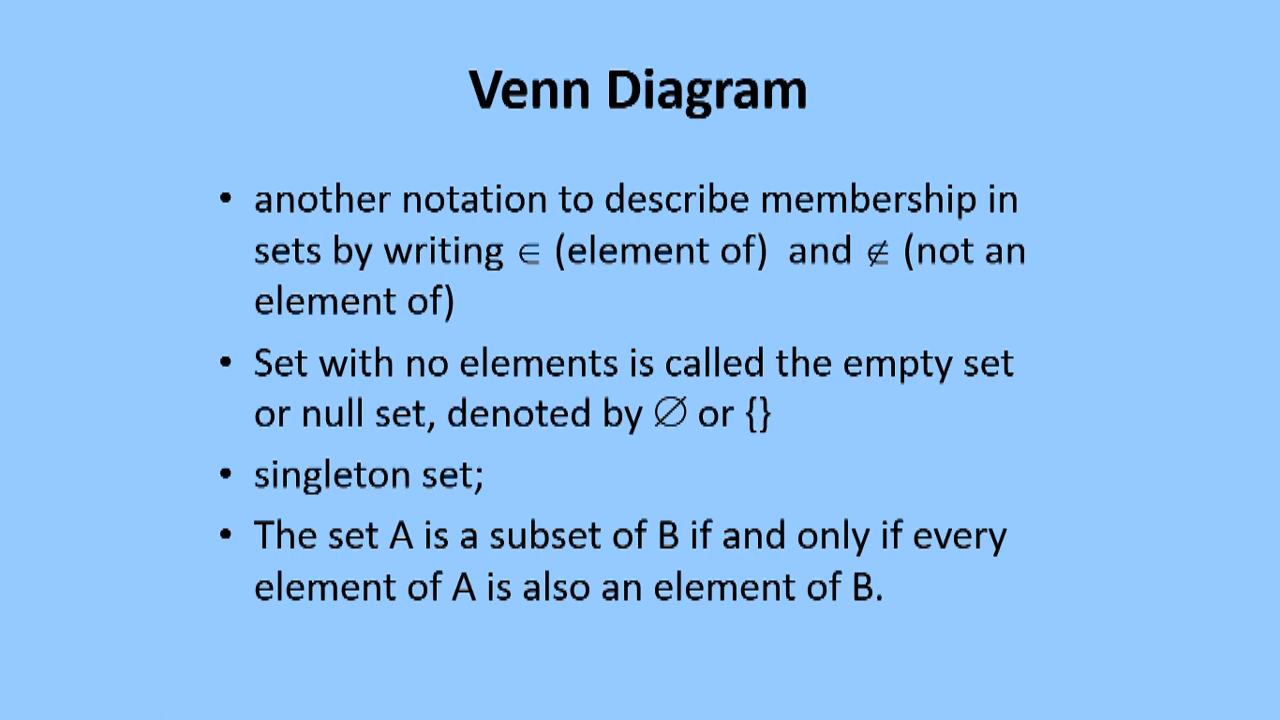 Venn Diagram
• another notation to describe membership in
sets by writing ∈ (element of) and ∉ (not an
element of)
• Set with no elements is called the empty set
or null set, denoted by ∅ or {}
• singleton set;
• The set A is a subset of B if and only if every
element of A is also an element of B.